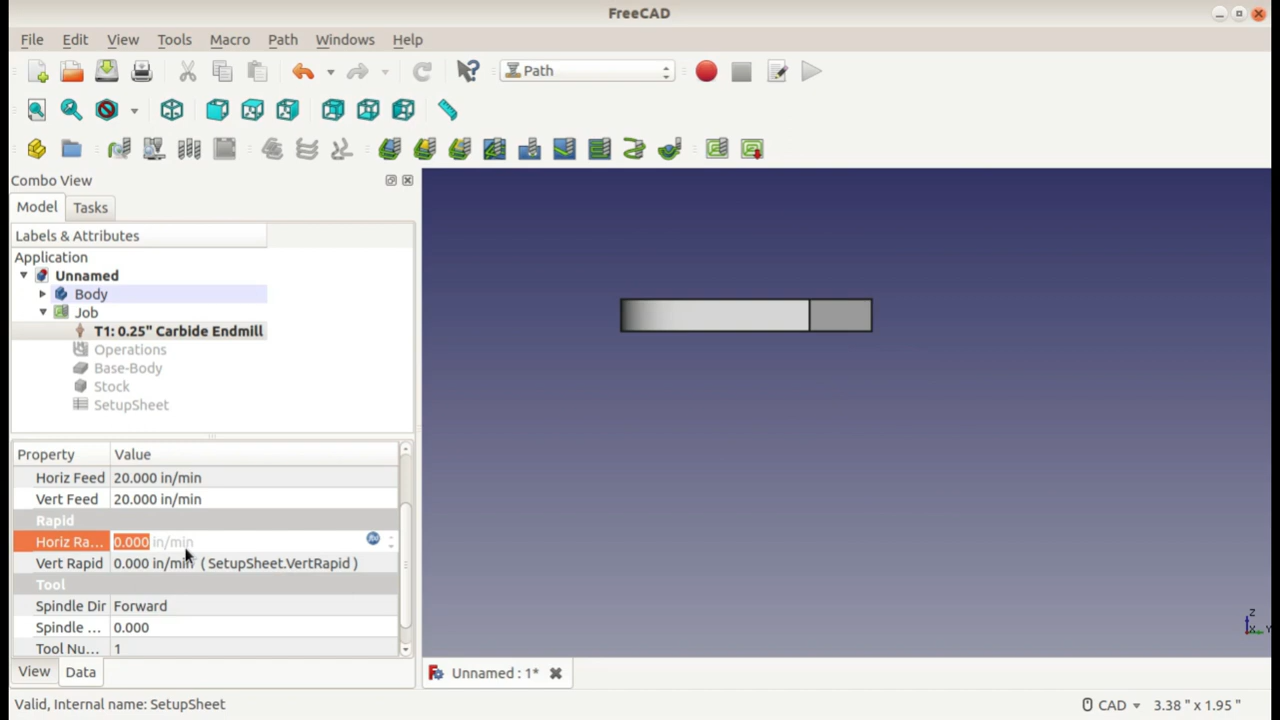 FreeCAD
File Edit View Tools Macro Path Windows Help
Path
Combo View
Model Tasks
Labels & Attributes
Application
Unnamed
Body
Job
T1: 0.25" Carbide Endmill
Operations
Base-Body
Stock
SetupSheet
Property Value
Horiz Feed 20.000 in/min
Vert Feed 20.000 in/min
Rapid
Horiz Ra... 0.000 in/min
Vert Rapid 0.000 in/min ( SetupSheet.VertRapid )
Tool
Spindle Dir Forward
Spindle ... 0.000
Tool Nu... 1
View Data
Unnamed : 1*
Z
X Y
Valid, Internal name: SetupSheet
CAD 3.38 " x 1.95 "